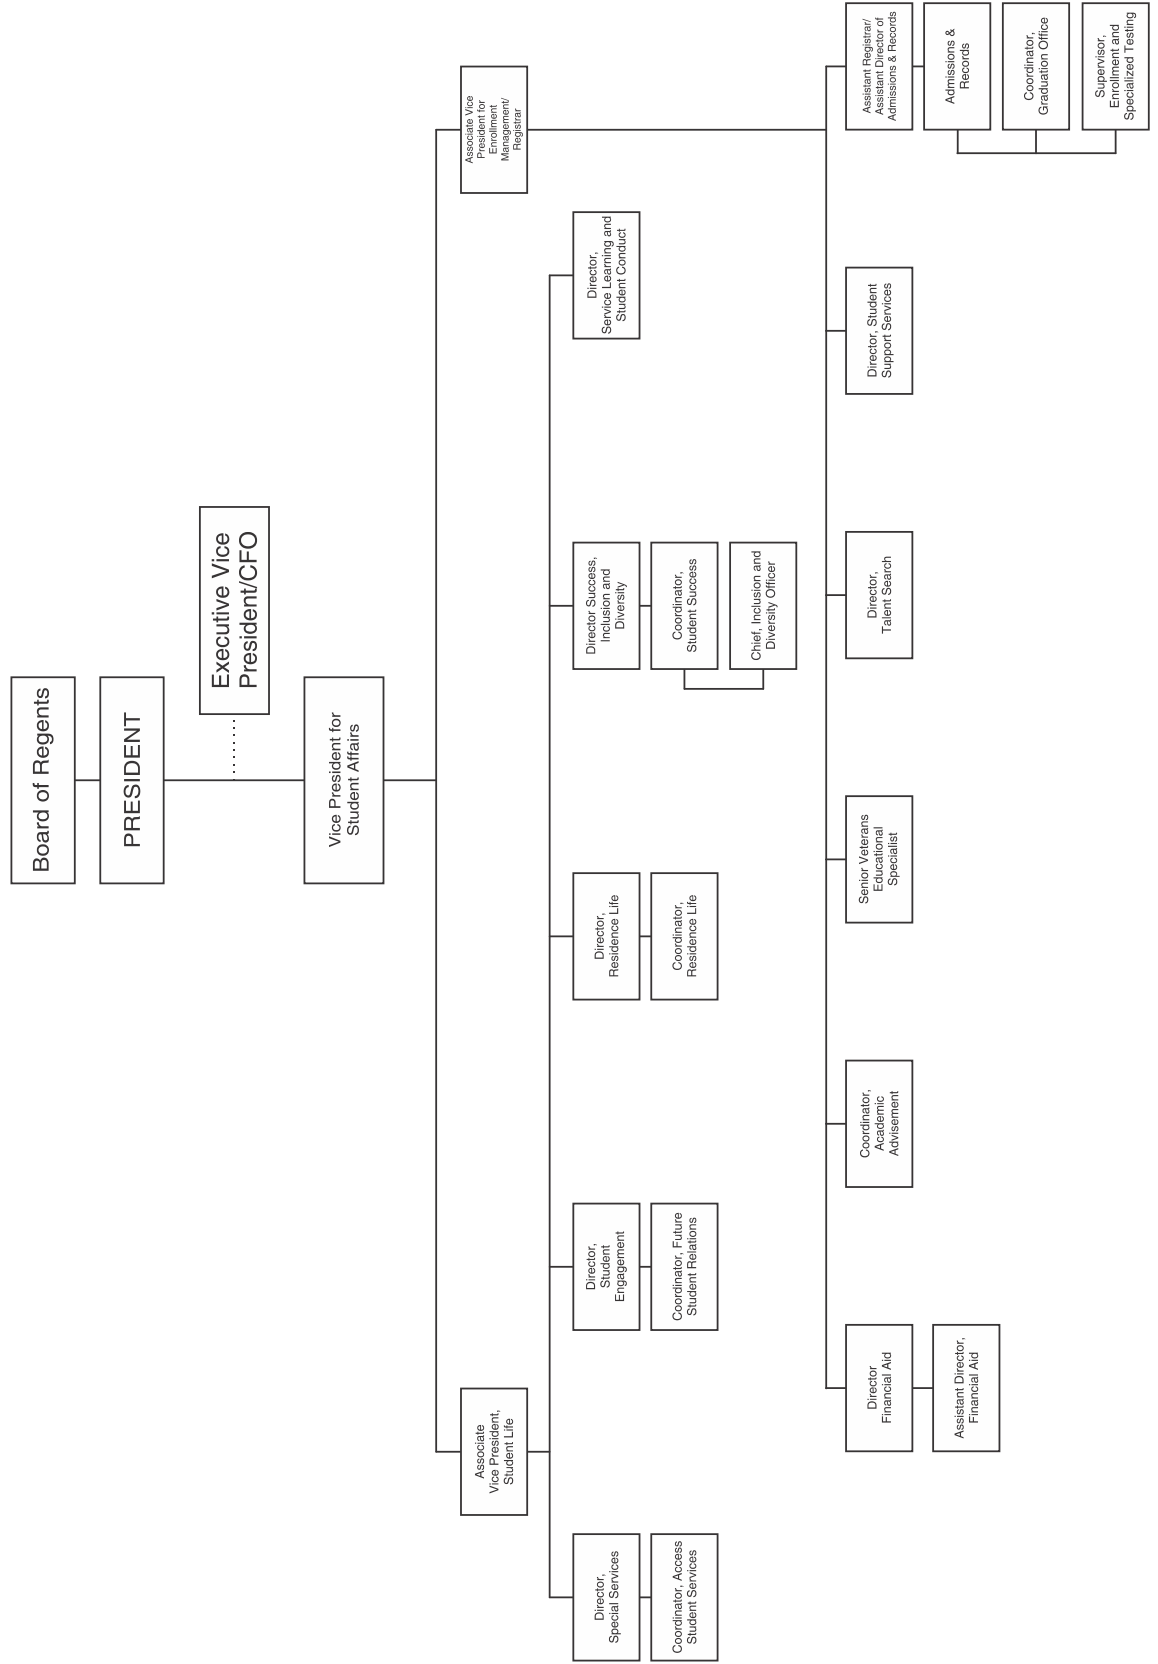 Board of Regents
PRESIDENT
Executive Vice
President/CFO
Vice President for
Student Affairs
Associate
Vice President,
Student Life
Associate Vice
President for
Enrollment
Management/
Registrar
Director,
Special Services
Coordinator, Access
Student Services
Director,
Student
Engagement
Coordinator, Future
Student Relations
Director,
Residence Life
Coordinator,
Residence Life
Director Success,
Inclusion and
Diversity
Coordinator,
Student Success
Chief, Inclusion and
Diversity Officer
Director,
Service Learning and
Student Conduct
Director
Financial Aid
Assistant Director,
Financial Aid
Coordinator,
Academic
Advisement
Senior Veterans
Educational
Specialist
Director,
Talent Search
Director, Student
Support Services
Assistant Registrar/
Assistant Director of
Admissions & Records
Admissions &
Records
Coordinator,
Graduation Office
Supervisor,
Enrollment and
Specialized Testing